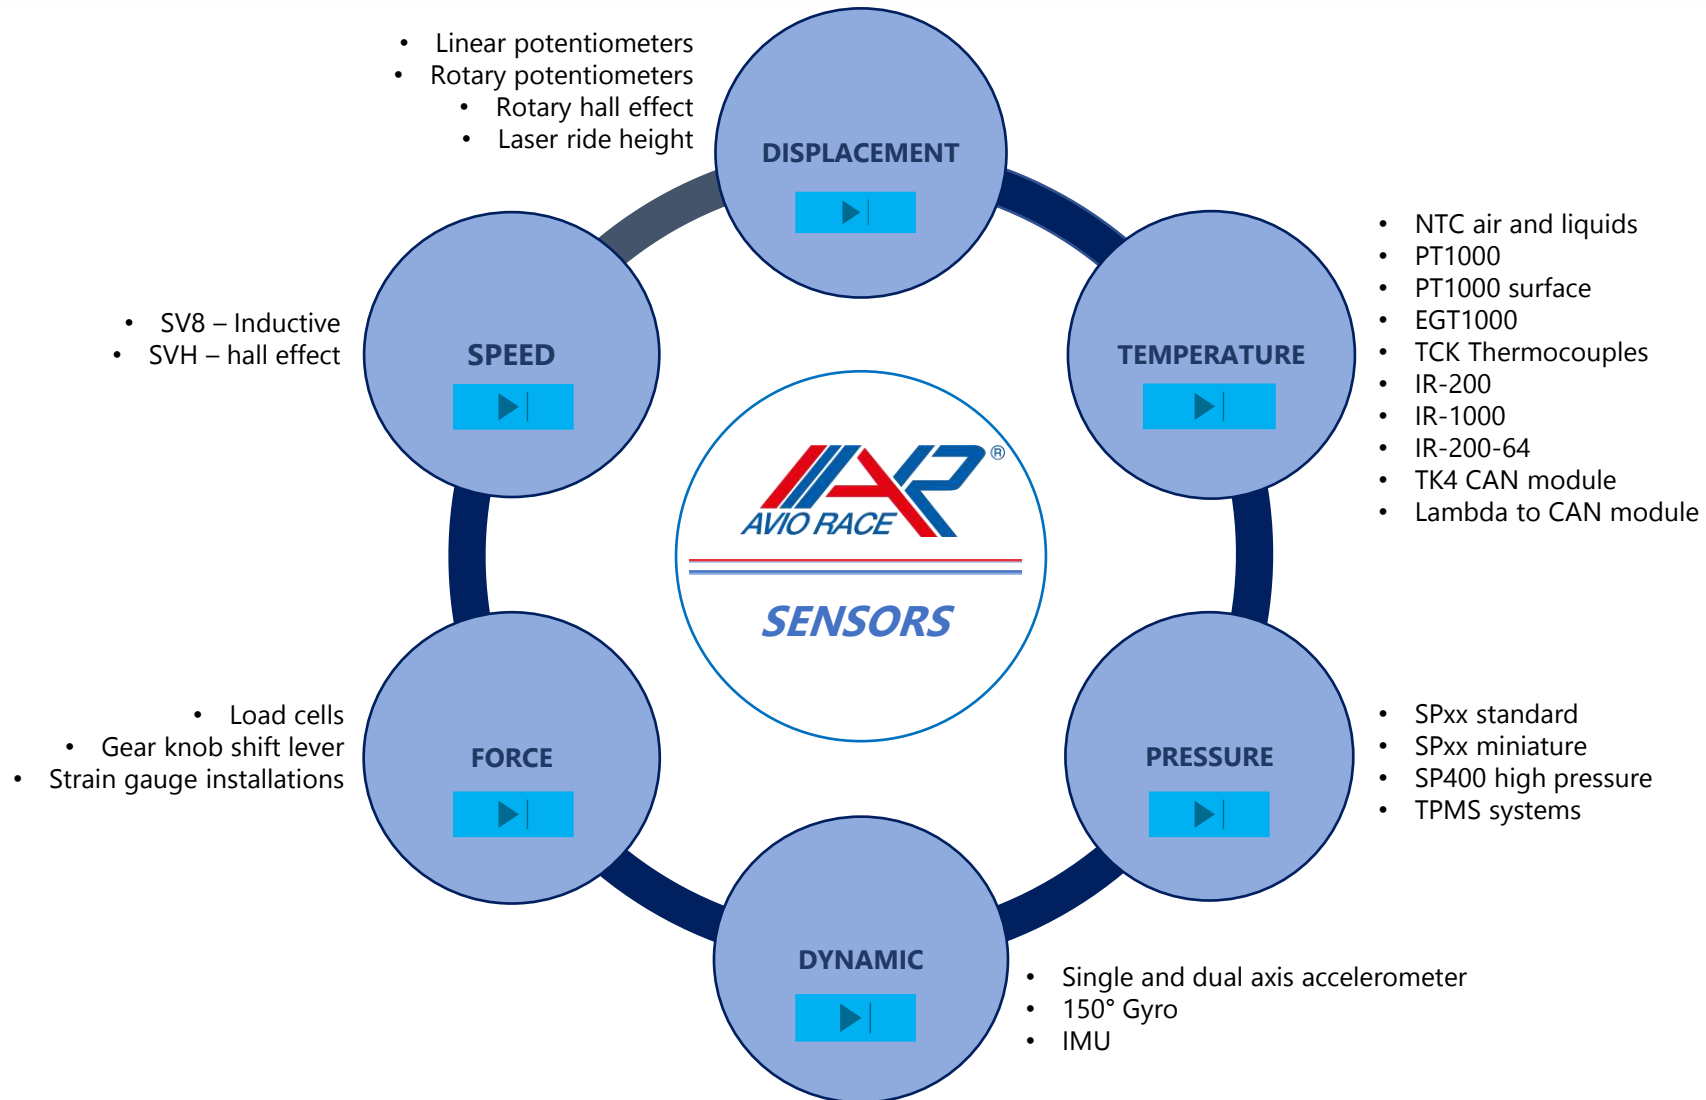 • Linear potentiometers
• Rotary potentiometers
• Rotary hall effect
• Laser ride height
DISPLACEMENT
• NTC air and liquids
• PT1000
• PT1000 surface
• EGT1000
• TCK Thermocouples
• IR-200
• IR-1000
• IR-200-64
• TK4 CAN module
• Lambda to CAN module
TEMPERATURE
• SV8 – Inductive
• SVH – hall effect
SPEED
AR®
AVIO RACE
SENSORS
• Load cells
• Gear knob shift lever
• Strain gauge installations
FORCE
PRESSURE
• SPxx standard
• SPxx miniature
• SP400 high pressure
• TPMS systems
DYNAMIC
• Single and dual axis accelerometer
• 150° Gyro
• IMU